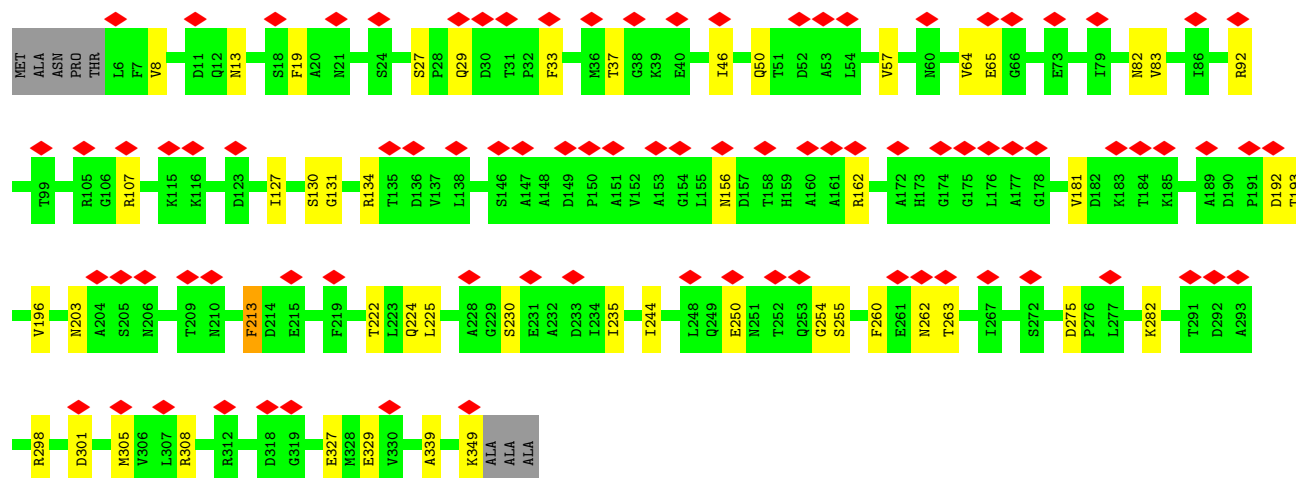 MET ALA ASN PRO THR L6 F7 V8 D11 Q12 N13 S18 F19 A20 N21 S24 S27 P28 Q29 D30 T31 P32 F33 M36 T37 G38 K39 E40 I46 Q50 T51 D52 A53 L54 V57 N60 V64 E65 G66 E73 I79 N82 V83 I86 R92
T99 R105 G106 R107 K115 K116 D123 I127 S130 G131 R134 T135 D136 V137 L138 S146 A147 A148 D149 P150 A151 V152 A153 G154 L155 N156 D157 T158 H159 A160 A161 R162 A172 H173 G174 G175 L176 A177 G178 V181 D182 K183 T184 K185 A189 D190 P191 D192 T193
V196 N203 A204 S205 N206 T209 N210 F213 D214 E215 F219 T222 L223 Q224 L225 A228 G229 S230 E231 A232 D233 I234 I235 I244 L248 Q249 E250 N251 T252 Q253 G254 S255 F260 E261 N262 T263 I267 S272 D275 P276 L277 K282 T291 D292 A293
R298 D301 M305 V306 L307 R308 R312 D318 G319 E327 M328 E329 V330 A339 K349 ALA ALA ALA